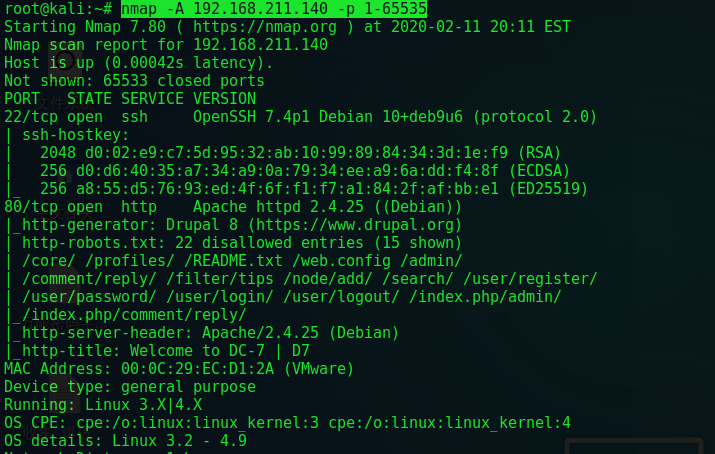 root@kali:~# nmap -A 192.168.211.140 -p 1-65535
Starting Nmap 7.80 ( https://nmap.org ) at 2020-02-11 20:11 EST
Nmap scan report for 192.168.211.140
Host is up (0.00042s latency).
Not shown: 65533 closed ports
PORT   STATE SERVICE VERSION
22/tcp open  ssh     OpenSSH 7.4p1 Debian 10+deb9u6 (protocol 2.0)
| ssh-hostkey:
|   2048 d0:02:e9:c7:5d:95:32:ab:10:99:89:84:34:3d:1e:f9 (RSA)
|   256 d0:d6:40:35:a7:34:a9:0a:79:34:ee:a9:6a:dd:f4:8f (ECDSA)
|_  256 a8:55:d5:76:93:ed:4f:6f:f1:f7:a1:84:2f:af:bb:e1 (ED25519)
80/tcp open  http    Apache httpd 2.4.25 ((Debian))
|_http-generator: Drupal 8 (https://www.drupal.org)
| http-robots.txt: 22 disallowed entries (15 shown)
| /core/ /profiles/ /README.txt /web.config /admin/
| /comment/reply/ /filter/tips /node/add/ /search/ /user/register/
| /user/password/ /user/login/ /user/logout/ /index.php/admin/
|_/index.php/comment/reply/
|_http-server-header: Apache/2.4.25 (Debian)
|_http-title: Welcome to DC-7 | D7
MAC Address: 00:0C:29:EC:D1:2A (VMware)
Device type: general purpose
Running: Linux 3.X|4.X
OS CPE: cpe:/o:linux:linux_kernel:3 cpe:/o:linux:linux_kernel:4
OS details: Linux 3.2 - 4.9